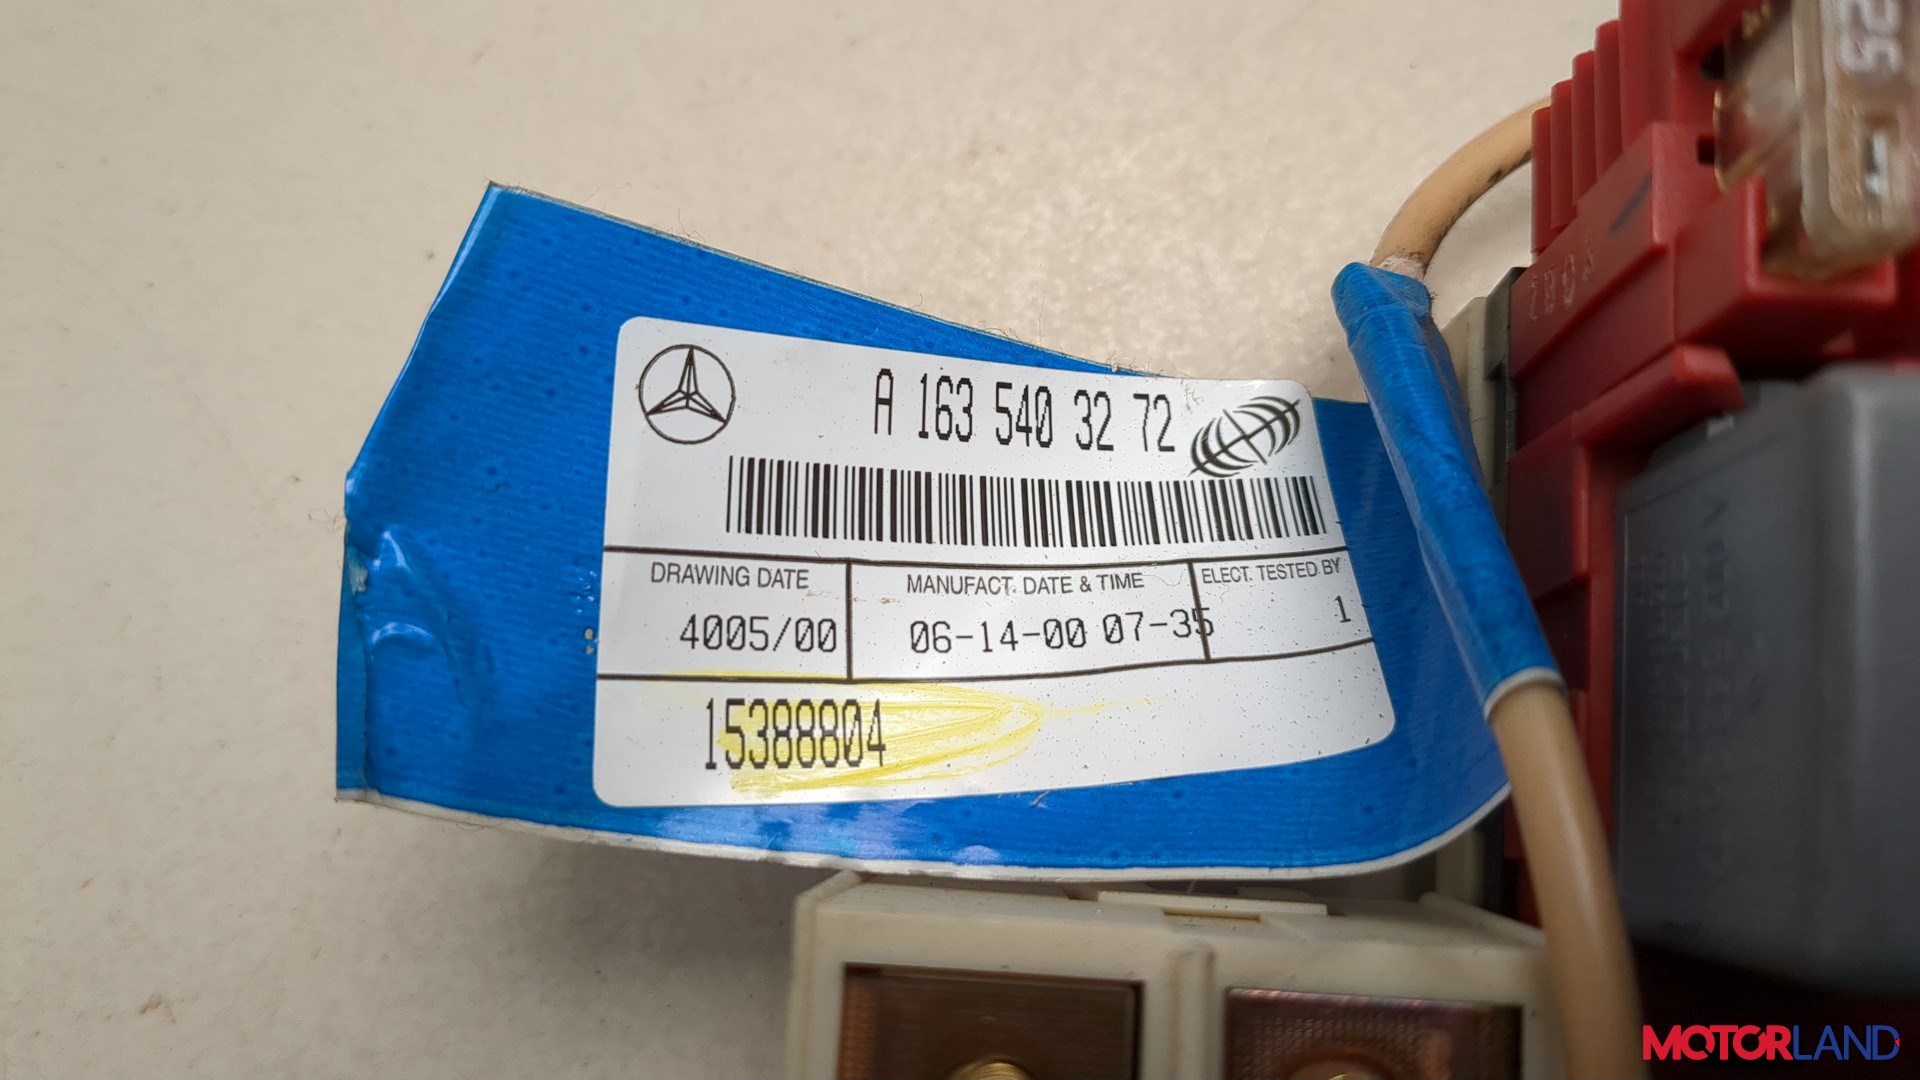 A 163 540 32 72
DRAWING DATE
MANUFACT. DATE & TIME
ELECT. TESTED BY
4005/00
06-14-00 07-35
1
15388804
25
MOTORLAND